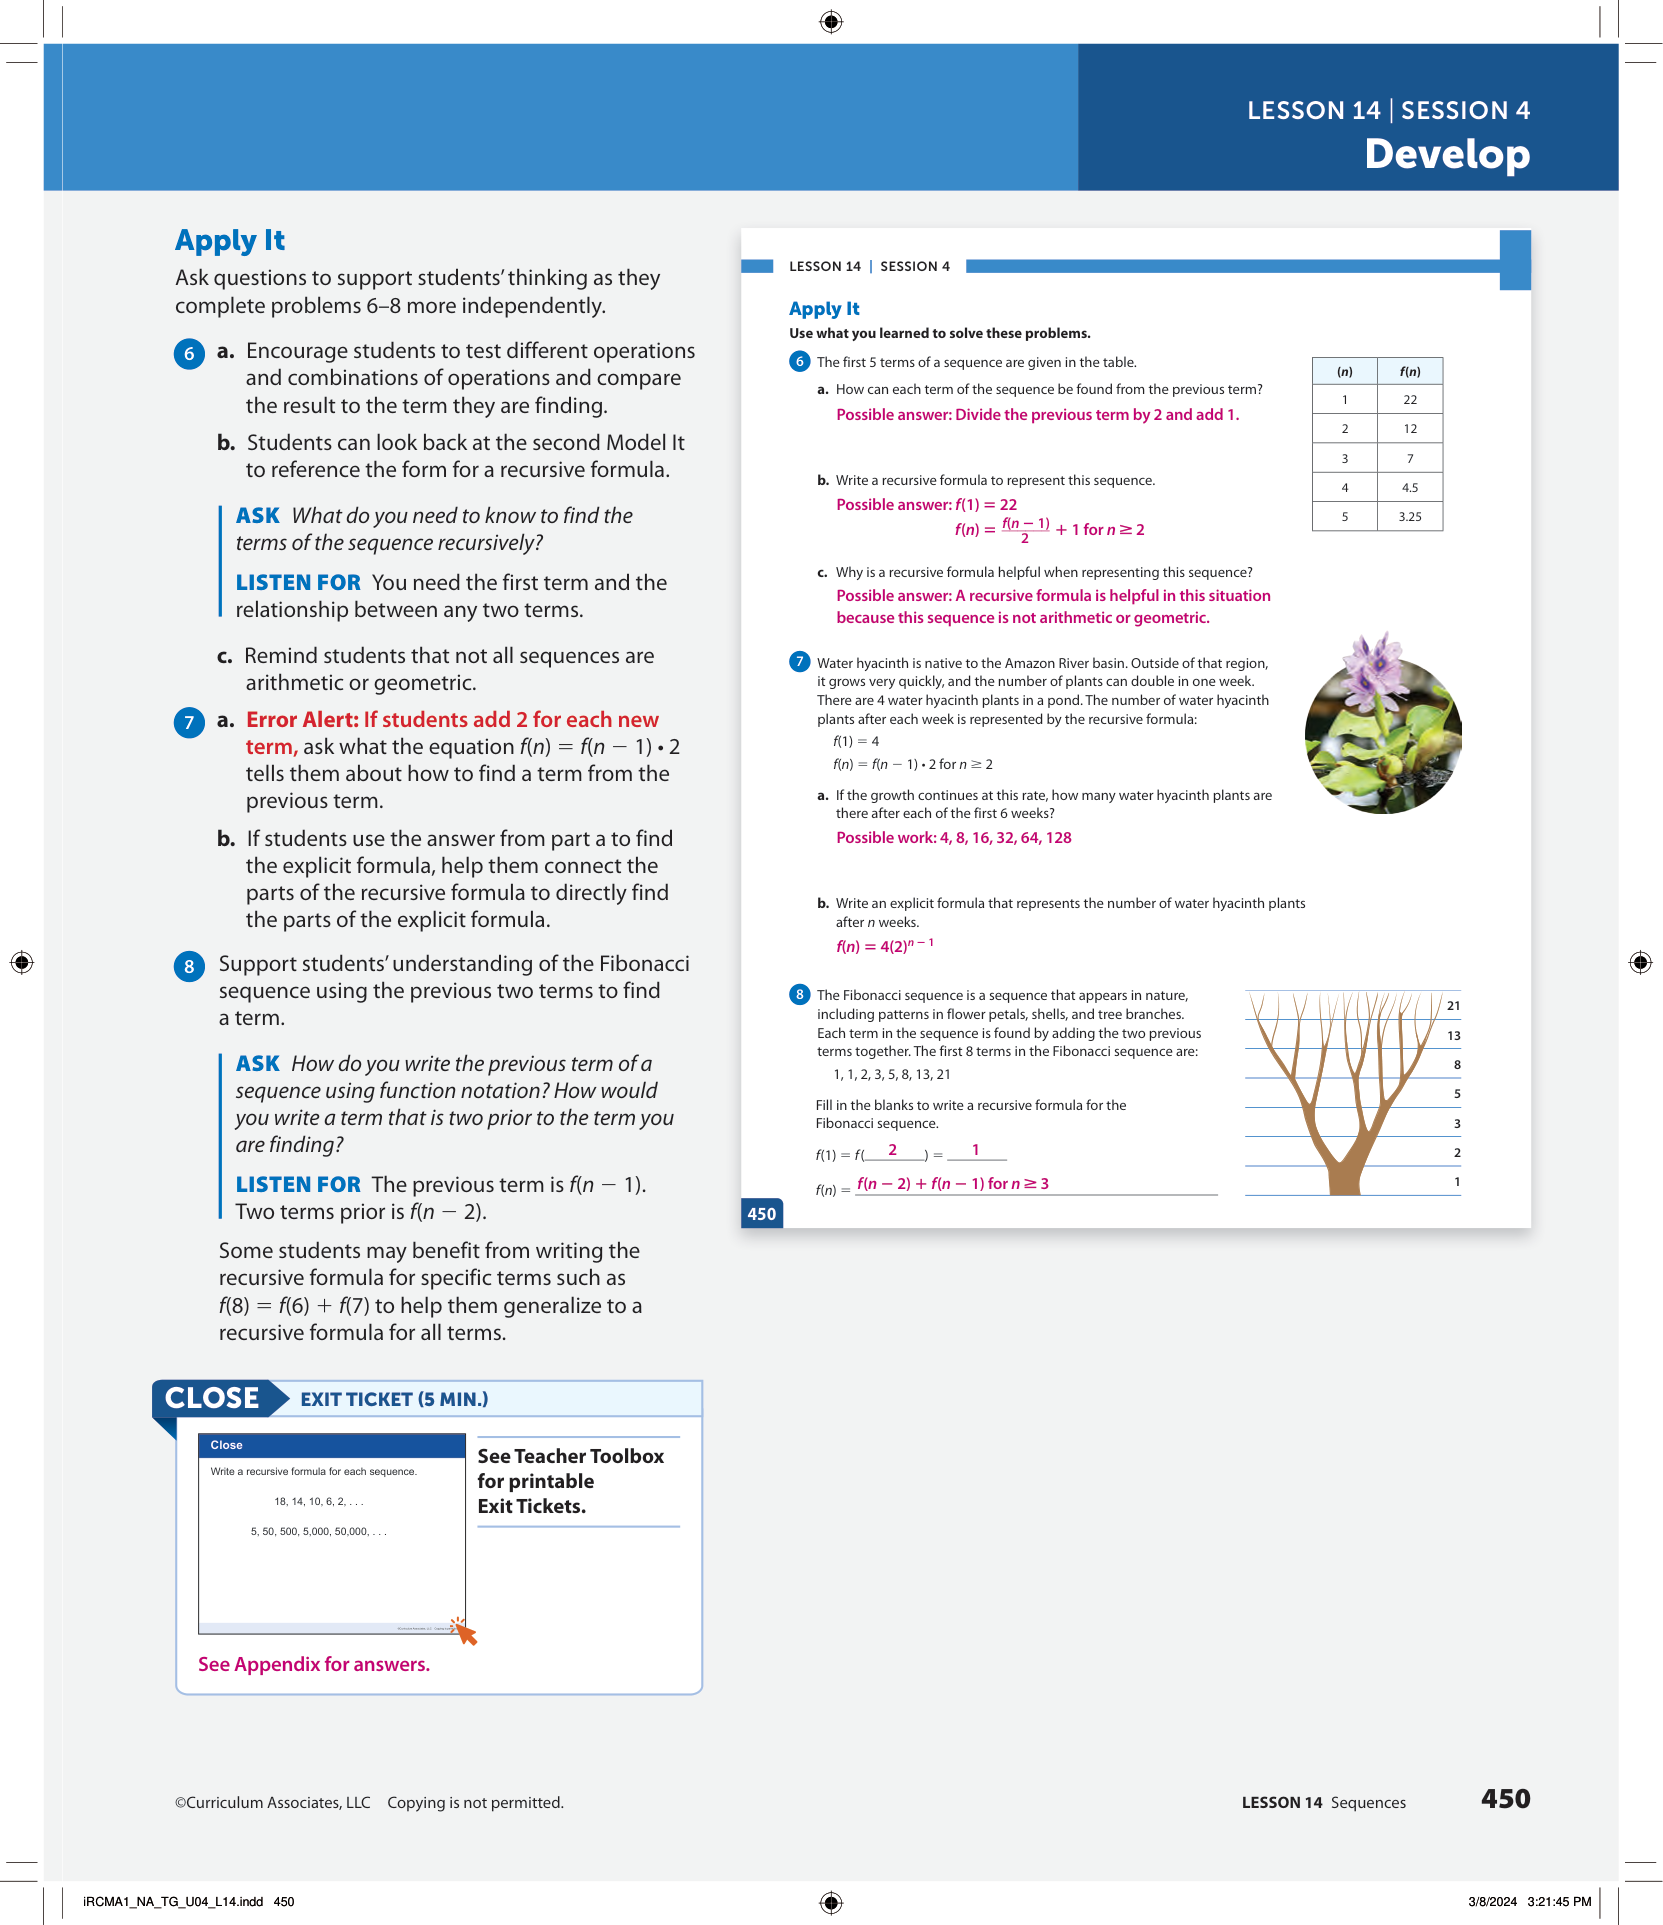 LESSON 14 | SESSION 4
Develop
Apply It
Ask questions to support students’ thinking as they
complete problems 6–8 more independently.
6 a. Encourage students to test different operations
and combinations of operations and compare
the result to the term they are finding.
b. Students can look back at the second Model It
to reference the form for a recursive formula.
ASK What do you need to know to find the
terms of the sequence recursively?
LISTEN FOR You need the first term and the
relationship between any two terms.
c. Remind students that not all sequences are
arithmetic or geometric.
7 a. Error Alert: If students add 2 for each new
term, ask what the equation f(n) = f(n − 1) • 2
tells them about how to find a term from the
previous term.
b. If students use the answer from part a to find
the explicit formula, help them connect the
parts of the recursive formula to directly find
the parts of the explicit formula.
8 Support students’ understanding of the Fibonacci
sequence using the previous two terms to find
a term.
ASK How do you write the previous term of a
sequence using function notation? How would
you write a term that is two prior to the term you
are finding?
LISTEN FOR The previous term is f(n − 1).
Two terms prior is f(n − 2).
Some students may benefit from writing the
recursive formula for specific terms such as
f(8) = f(6) + f(7) to help them generalize to a
recursive formula for all terms.
CLOSE EXIT TICKET (5 MIN.)
Close
Write a recursive formula for each sequence.
18, 14, 10, 6, 2, . . .
5, 50, 500, 5,000, 50,000, . . .
See Teacher Toolbox
for printable
Exit Tickets.
See Appendix for answers.
LESSON 14 | SESSION 4
Apply It
Use what you learned to solve these problems.
6 The first 5 terms of a sequence are given in the table.
a. How can each term of the sequence be found from the previous term?
Possible answer: Divide the previous term by 2 and add 1.
b. Write a recursive formula to represent this sequence.
Possible answer: f(1) = 22
f(n) = f(n − 1)/2 + 1 for n ≥ 2
c. Why is a recursive formula helpful when representing this sequence?
Possible answer: A recursive formula is helpful in this situation
because this sequence is not arithmetic or geometric.
(n) f(n)
1 22
2 12
3 7
4 4.5
5 3.25
7 Water hyacinth is native to the Amazon River basin. Outside of that region,
it grows very quickly, and the number of plants can double in one week.
There are 4 water hyacinth plants in a pond. The number of water hyacinth
plants after each week is represented by the recursive formula:
f(1) = 4
f(n) = f(n − 1) • 2 for n ≥ 2
a. If the growth continues at this rate, how many water hyacinth plants are
there after each of the first 6 weeks?
Possible work: 4, 8, 16, 32, 64, 128
b. Write an explicit formula that represents the number of water hyacinth plants
after n weeks.
f(n) = 4(2)^(n − 1)
8 The Fibonacci sequence is a sequence that appears in nature,
including patterns in flower petals, shells, and tree branches.
Each term in the sequence is found by adding the two previous
terms together. The first 8 terms in the Fibonacci sequence are:
1, 1, 2, 3, 5, 8, 13, 21
Fill in the blanks to write a recursive formula for the
Fibonacci sequence.
f(1) = f( 2 ) = 1
f(n) = f(n − 2) + f(n − 1) for n ≥ 3
21
13
8
5
3
2
1
450
©Curriculum Associates, LLC Copying is not permitted.
LESSON 14 Sequences 450
iRCMA1_NA_TG_U04_L14.indd 450
3/8/2024 3:21:45 PM